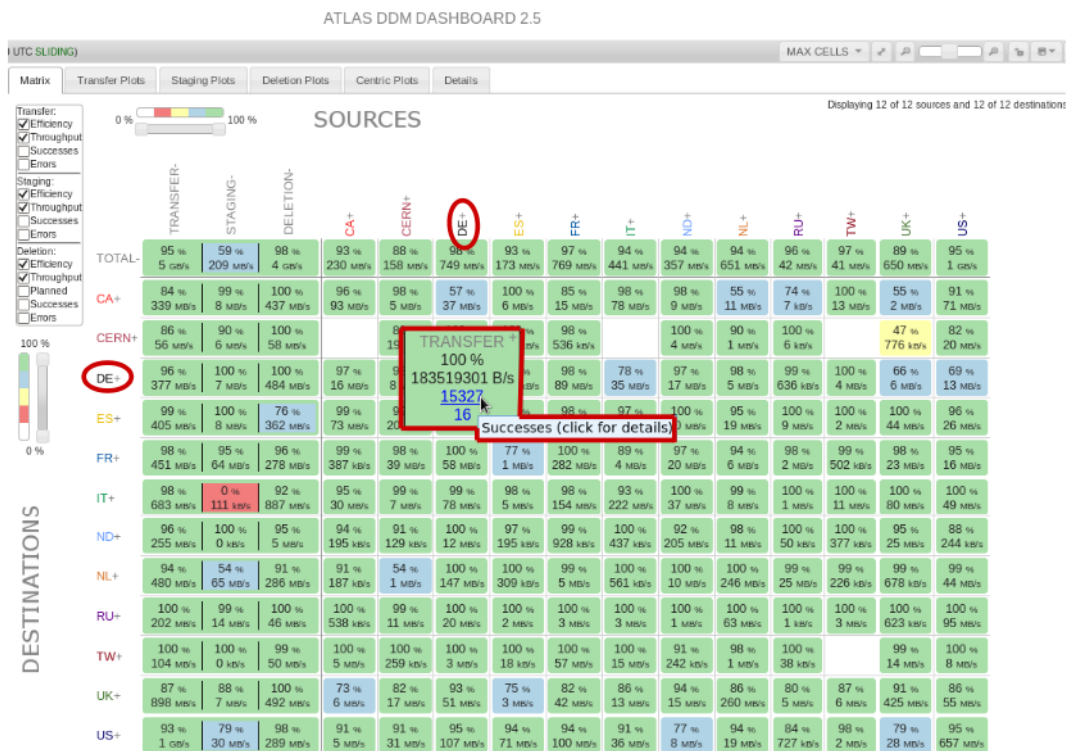 ATLAS DDM DASHBOARD 2.5
UTC SLIDING)
MAX CELLS
Matrix Transfer Plots Staging Plots Deletion Plots Centric Plots Details
Displaying 12 of 12 sources and 12 of 12 destinations
Transfer:
Efficiency
Throughput
Successes
Errors
Staging:
Efficiency
Throughput
Successes
Errors
Deletion:
Efficiency
Throughput
Planned
Successes
Errors
0 % 100 %
SOURCES
100 %
0 %
DESTINATIONS
TRANSFER- STAGING- DELETION- CA+ CERN+ DE+ ES+ FR+ IT+ ND+ NL+ RU+ TW+ UK+ US+
TOTAL- 95 % 59 % 98 % 93 % 88 % 98 % 93 % 97 % 94 % 94 % 94 % 96 % 97 % 89 % 95 %
5 GB/s 209 MB/s 4 GB/s 230 MB/s 158 MB/s 749 MB/s 173 MB/s 769 MB/s 441 MB/s 357 MB/s 651 MB/s 42 MB/s 41 MB/s 650 MB/s 1 GB/s
CA+ 84 % 99 % 100 % 96 % 98 % 57 % 100 % 85 % 98 % 98 % 55 % 74 % 100 % 55 % 91 %
339 MB/s 8 MB/s 437 MB/s 93 MB/s 5 MB/s 37 MB/s 6 MB/s 15 MB/s 78 MB/s 9 MB/s 11 MB/s 7 kB/s 13 MB/s 2 MB/s 71 MB/s
CERN+ 86 % 90 % 100 % 98 % 100 % 90 % 100 % 47 % 82 %
56 MB/s 6 MB/s 58 MB/s 536 kB/s 4 MB/s 1 MB/s 6 kB/s 776 kB/s 20 MB/s
DE+ 96 % 100 % 100 % 97 % 98 % 78 % 97 % 98 % 99 % 100 % 66 % 69 %
377 MB/s 7 MB/s 484 MB/s 16 MB/s 89 MB/s 35 MB/s 17 MB/s 5 MB/s 636 kB/s 4 MB/s 6 MB/s 13 MB/s
TRANSFER +
100 %
183519301 B/s
15327
16
Successes (click for details)
ES+ 99 % 100 % 76 % 99 % 98 % 97 % 95 % 100 % 100 % 100 % 96 %
405 MB/s 8 MB/s 362 MB/s 73 MB/s 19 MB/s 9 MB/s 2 MB/s 44 MB/s 26 MB/s
FR+ 98 % 95 % 96 % 99 % 98 % 100 % 77 % 100 % 89 % 97 % 94 % 98 % 99 % 98 % 95 %
451 MB/s 64 MB/s 278 MB/s 387 kB/s 39 MB/s 58 MB/s 1 MB/s 282 MB/s 4 MB/s 20 MB/s 6 MB/s 2 MB/s 502 kB/s 23 MB/s 16 MB/s
IT+ 98 % 0 % 92 % 95 % 99 % 99 % 98 % 98 % 93 % 100 % 99 % 100 % 100 % 100 % 100 %
683 MB/s 111 kB/s 887 MB/s 30 MB/s 7 MB/s 78 MB/s 5 MB/s 154 MB/s 222 MB/s 37 MB/s 8 MB/s 1 MB/s 11 MB/s 80 MB/s 49 MB/s
ND+ 96 % 100 % 95 % 94 % 91 % 100 % 97 % 99 % 100 % 92 % 98 % 100 % 100 % 95 % 88 %
255 MB/s 0 kB/s 5 MB/s 195 kB/s 129 kB/s 12 MB/s 195 kB/s 928 kB/s 437 kB/s 205 MB/s 11 MB/s 50 kB/s 377 kB/s 25 MB/s 244 kB/s
NL+ 94 % 54 % 91 % 91 % 54 % 100 % 100 % 99 % 100 % 100 % 100 % 99 % 99 % 99 % 99 %
480 MB/s 65 MB/s 286 MB/s 187 kB/s 1 MB/s 147 MB/s 309 kB/s 5 MB/s 561 kB/s 10 MB/s 246 MB/s 25 MB/s 226 kB/s 678 kB/s 44 MB/s
RU+ 100 % 99 % 100 % 100 % 99 % 100 % 100 % 100 % 100 % 100 % 100 % 100 % 100 % 100 % 100 %
202 MB/s 14 MB/s 46 MB/s 538 kB/s 11 MB/s 20 MB/s 2 MB/s 3 MB/s 3 MB/s 1 MB/s 63 MB/s 1 kB/s 3 MB/s 623 kB/s 95 MB/s
TW+ 100 % 100 % 99 % 100 % 100 % 100 % 100 % 100 % 100 % 91 % 98 % 100 % 99 % 100 %
104 MB/s 0 kB/s 50 MB/s 5 MB/s 259 kB/s 3 MB/s 18 kB/s 57 MB/s 15 MB/s 242 kB/s 1 MB/s 38 kB/s 14 MB/s 8 MB/s
UK+ 87 % 88 % 100 % 73 % 82 % 93 % 75 % 82 % 86 % 94 % 86 % 80 % 87 % 91 % 86 %
898 MB/s 7 MB/s 492 MB/s 6 MB/s 17 MB/s 51 MB/s 3 MB/s 42 MB/s 13 MB/s 15 MB/s 260 MB/s 5 MB/s 6 MB/s 425 MB/s 55 MB/s
US+ 93 % 79 % 98 % 91 % 91 % 95 % 94 % 94 % 91 % 77 % 94 % 84 % 98 % 79 % 95 %
1 GB/s 30 MB/s 289 MB/s 5 MB/s 31 MB/s 107 MB/s 71 MB/s 100 MB/s 36 MB/s 8 MB/s 19 MB/s 727 kB/s 2 MB/s 28 MB/s 657 MB/s